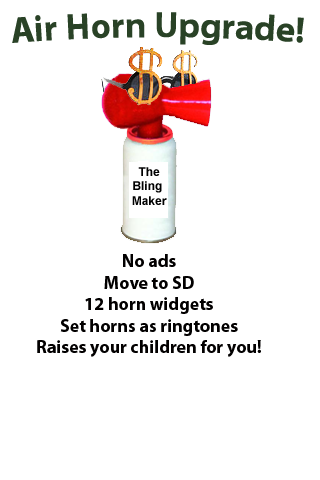 Air Horn Upgrade!
The
Bling
Maker
No ads
Move to SD
12 horn widgets
Set horns as ringtones
Raises your children for you!